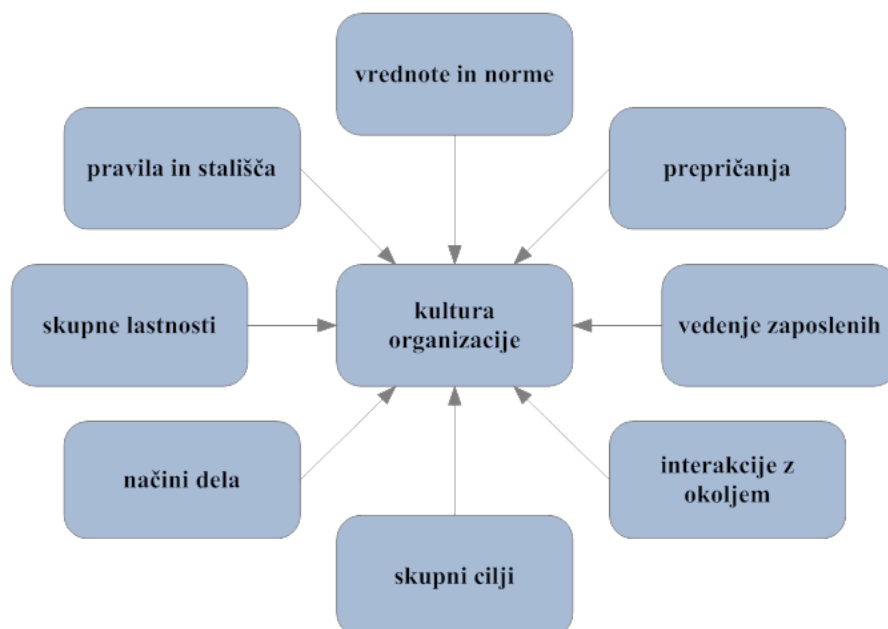 vrednote in norme
pravila in stališča
prepričanja
skupne lastnosti
kultura
organizacije
vedenje zaposlenih
načini dela
interakcije z
okoljem
skupni cilji